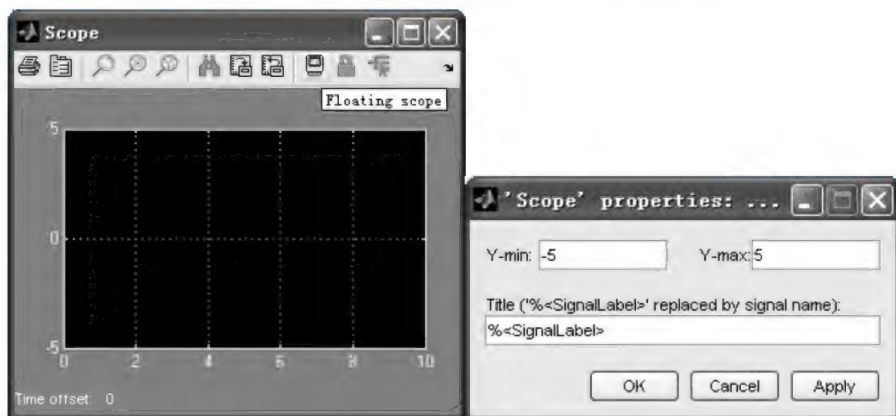 Scope
Floating scope
5
0
-5
0 2 4 6 8 10
Time offset: 0
'Scope' properties: ...
Y-min: -5 Y-max: 5
Title ('%<SignalLabel>' replaced by signal name):
%<SignalLabel>
OK Cancel Apply